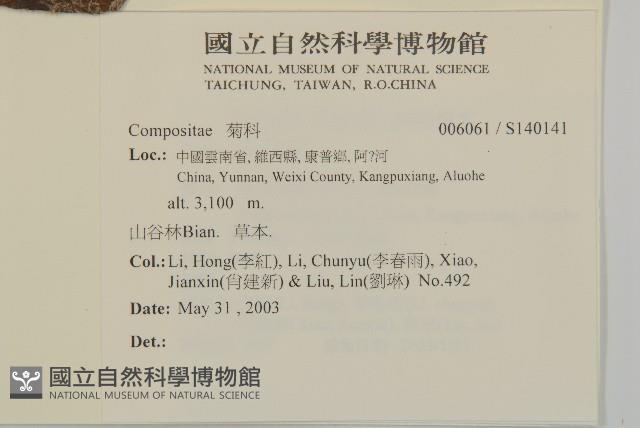 國立自然科學博物館
NATIONAL MUSEUM OF NATURAL SCIENCE
TAICHUNG, TAIWAN, R.O.CHINA
Compositae 菊科 006061 / S140141
Loc.: 中國雲南省, 維西縣, 康普鄉, 阿?河
China, Yunnan, Weixi County, Kangpuxiang, Aluohe
alt. 3,100 m.
山谷林Bian. 草本.
Col.: Li, Hong(李紅), Li, Chunyu(李春雨), Xiao,
Jianxin(肖建新) & Liu, Lin(劉琳) No.492
Date: May 31 , 2003
Det.:
國立自然科學博物館
NATIONAL MUSEUM OF NATURAL SCIENCE